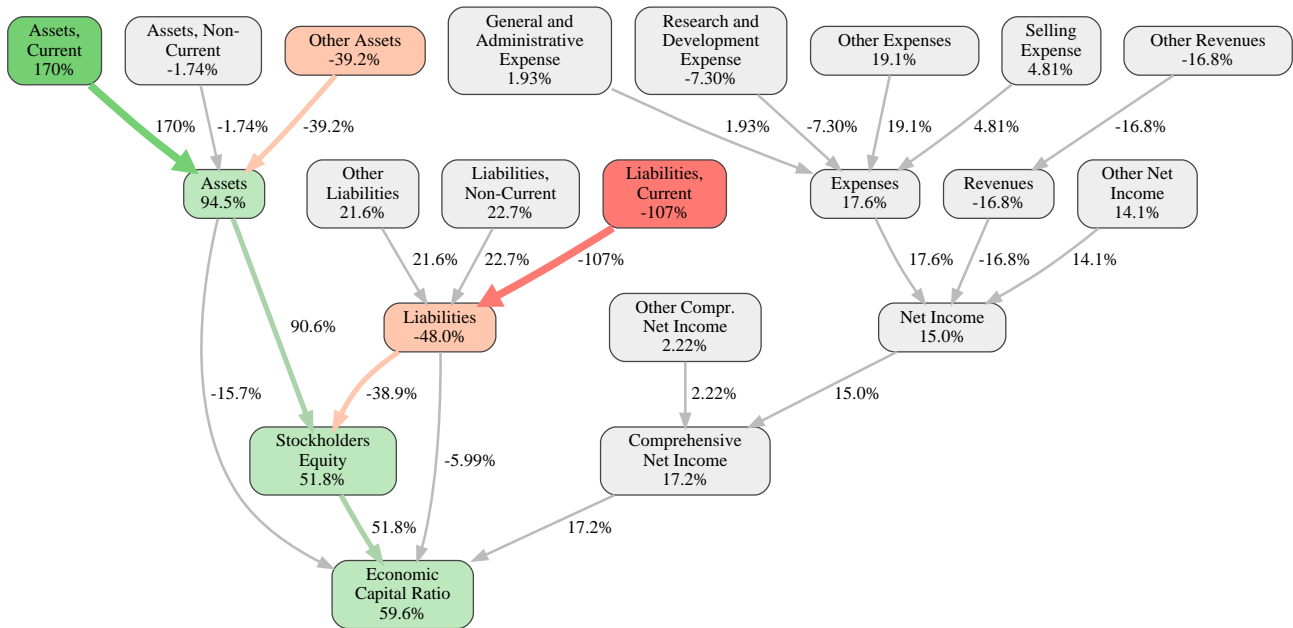 Assets,
Current
170%
Assets, Non-
Current
-1.74%
Other Assets
-39.2%
General and
Administrative
Expense
1.93%
Research and
Development
Expense
-7.30%
Other Expenses
19.1%
Selling
Expense
4.81%
Other Revenues
-16.8%
170%
-1.74%
-39.2%
1.93%
-7.30%
19.1%
4.81%
-16.8%
Assets
94.5%
Other
Liabilities
21.6%
Liabilities,
Non-Current
22.7%
Liabilities,
Current
-107%
Expenses
17.6%
Revenues
-16.8%
Other Net
Income
14.1%
21.6%
22.7%
-107%
17.6%
-16.8%
14.1%
90.6%
Liabilities
-48.0%
Other Compr.
Net Income
2.22%
Net Income
15.0%
-15.7%
-38.9%
2.22%
15.0%
Stockholders
Equity
51.8%
-5.99%
Comprehensive
Net Income
17.2%
51.8%
17.2%
Economic
Capital Ratio
59.6%